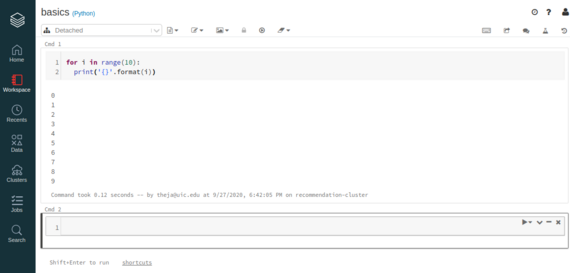 basics (Python)
Detached
Home
Workspace
Recents
Data
Clusters
Jobs
Search
Cmd 1
1 for i in range(10):
2 print('{}'.format(i))
0
1
2
3
4
5
6
7
8
9
Command took 0.12 seconds -- by theja@uic.edu at 9/27/2020, 6:42:05 PM on recommendation-cluster
Cmd 2
1
Shift+Enter to run shortcuts